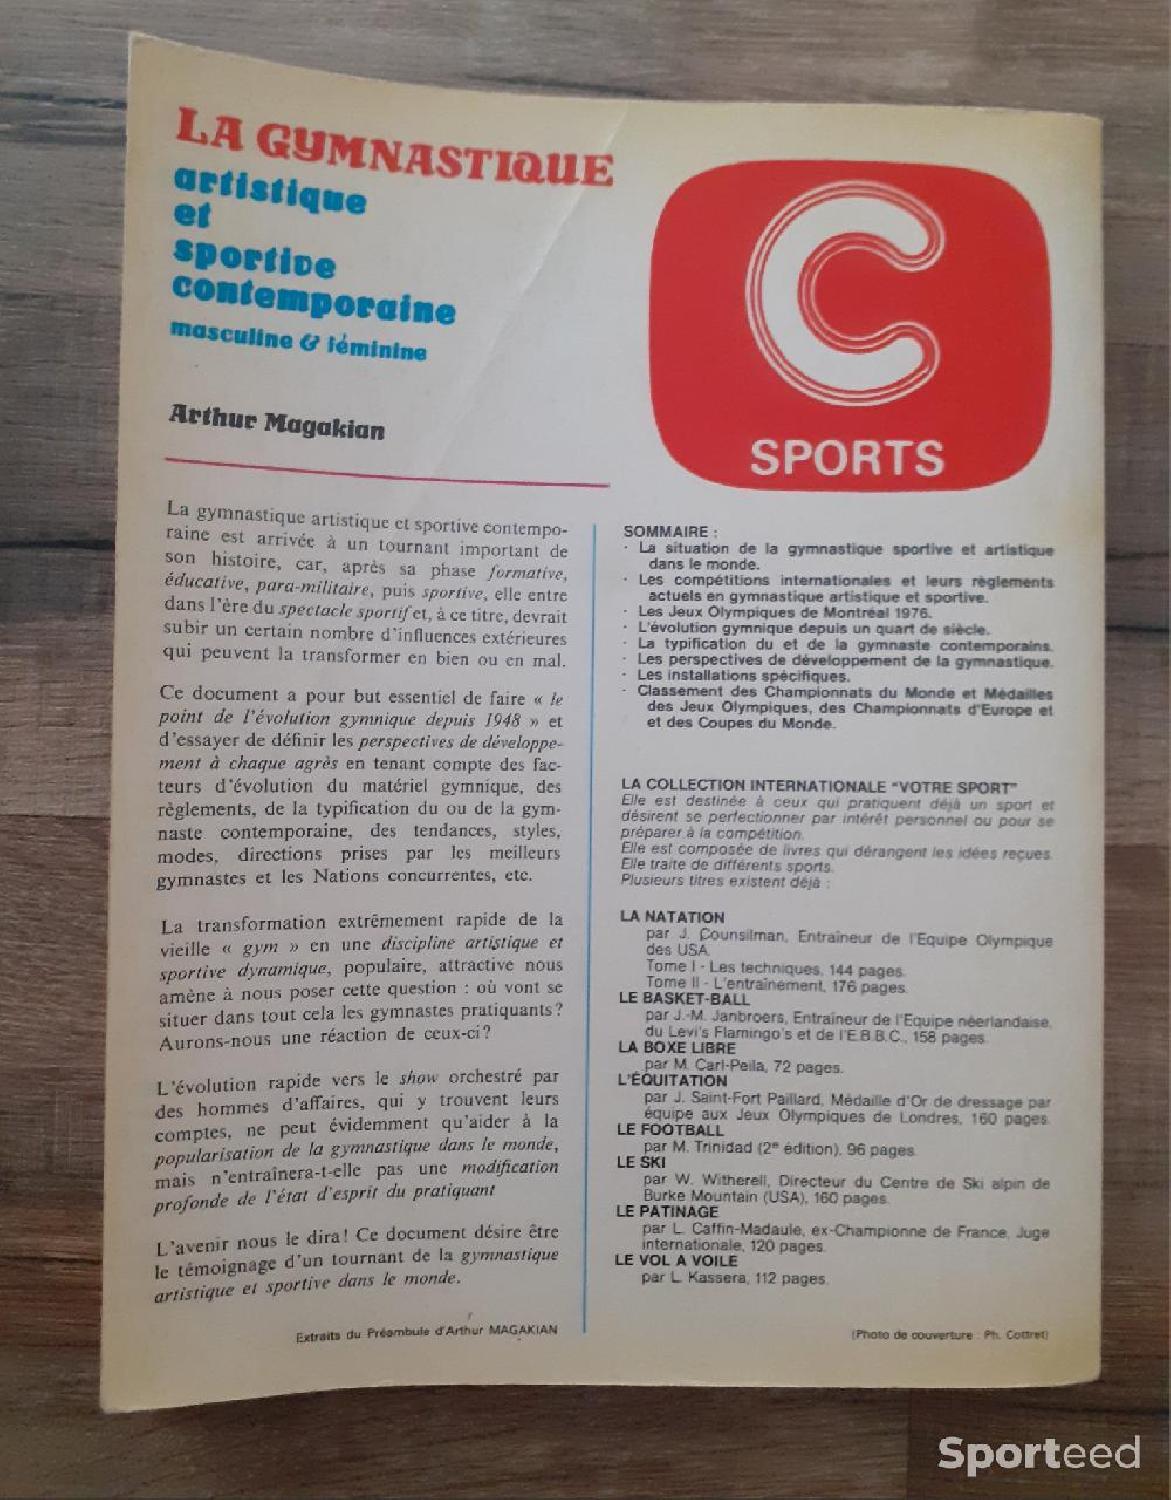 LA GYMNASTIQUE
artistique
et
sportive
contemporaine
masculine & féminine
Arthur Magakian
La gymnastique artistique et sportive contempo-
raine est arrivée à un tournant important de
son histoire, car, après sa phase formative,
éducative, para-militaire, puis sportive, elle entre
dans l'ère du spectacle sportif et, à ce titre, devrait
subir un certain nombre d'influences extérieures
qui peuvent la transformer en bien ou en mal.
Ce document a pour but essentiel de faire « le
point de l'évolution gymnique depuis 1948 » et
d'essayer de définir les perspectives de développe-
ment à chaque agrès en tenant compte des fac-
teurs d'évolution du matériel gymnique, des
règlements, de la typification du ou de la gym-
naste contemporaine, des tendances, styles,
modes, directions prises par les meilleurs
gymnastes et les Nations concurrentes, etc.
La transformation extrêmement rapide de la
vieille « gym » en une discipline artistique et
sportive dynamique, populaire, attractive nous
amène à nous poser cette question : où vont se
situer dans tout cela les gymnastes pratiquants ?
Aurons-nous une réaction de ceux-ci ?
L'évolution rapide vers le show orchestré par
des hommes d'affaires, qui y trouvent leurs
comptes, ne peut évidemment qu'aider à la
popularisation de la gymnastique dans le monde,
mais n'entraînera-t-elle pas une modification
profonde de l'état d'esprit du pratiquant
L'avenir nous le dira ! Ce document désire être
le témoignage d'un tournant de la gymnastique
artistique et sportive dans le monde.
Extraits du Préambule d'Arthur MAGAKIAN
C
SPORTS
SOMMAIRE :
· La situation de la gymnastique sportive et artistique
dans le monde.
· Les compétitions internationales et leurs règlements
actuels en gymnastique artistique et sportive.
· Les Jeux Olympiques de Montréal 1976.
· L'évolution gymnique depuis un quart de siècle.
· La typification du et de la gymnaste contemporains.
· Les perspectives de développement de la gymnastique.
· Les installations spécifiques.
· Classement des Championnats du Monde et Médailles
des Jeux Olympiques, des Championnats d'Europe et
et des Coupes du Monde.
LA COLLECTION INTERNATIONALE "VOTRE SPORT"
Elle est destinée à ceux qui pratiquent déjà un sport et
désirent se perfectionner par intérêt personnel ou pour se
préparer à la compétition.
Elle est composée de livres qui dérangent les idées reçues.
Elle traite de différents sports.
Plusieurs titres existent déjà :
LA NATATION
par J. Counsilman, Entraîneur de l'Equipe Olympique
des USA.
Tome I - Les techniques, 144 pages.
Tome II - L'entraînement, 176 pages.
LE BASKET-BALL
par J.-M. Janbroers, Entraîneur de l'Equipe néerlandaise,
du Levi's Flamingo's et de l'E.B.B.C., 158 pages.
LA BOXE LIBRE
par M. Carl-Peila, 72 pages.
L'ÉQUITATION
par J. Saint-Fort Paillard, Médaille d'Or de dressage par
équipe aux Jeux Olympiques de Londres, 160 pages.
LE FOOTBALL
par M. Trinidad (2e édition), 96 pages.
LE SKI
par W. Witherell, Directeur du Centre de Ski alpin de
Burke Mountain (USA), 160 pages.
LE PATINAGE
par L. Caffin-Madaule, ex-Championne de France, Juge
internationale, 120 pages.
LE VOL A VOILE
par L. Kassera, 112 pages.
(Photo de couverture : Ph. Cottret)
Sporteed